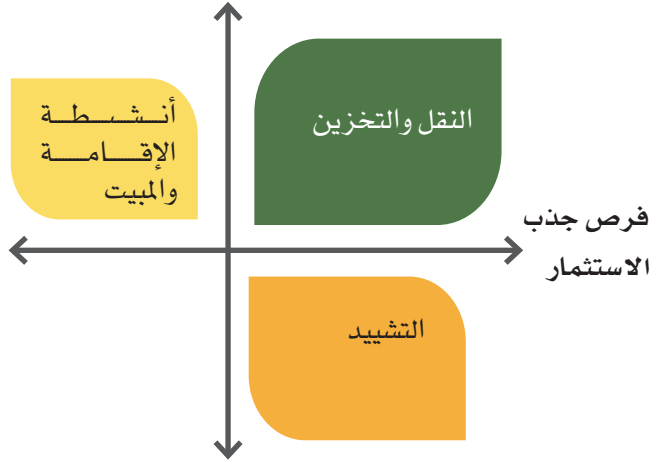 النقل والتخزين
أنشطة
الإقامة
والمبيت
فرص جذب
الاستثمار
التشييد